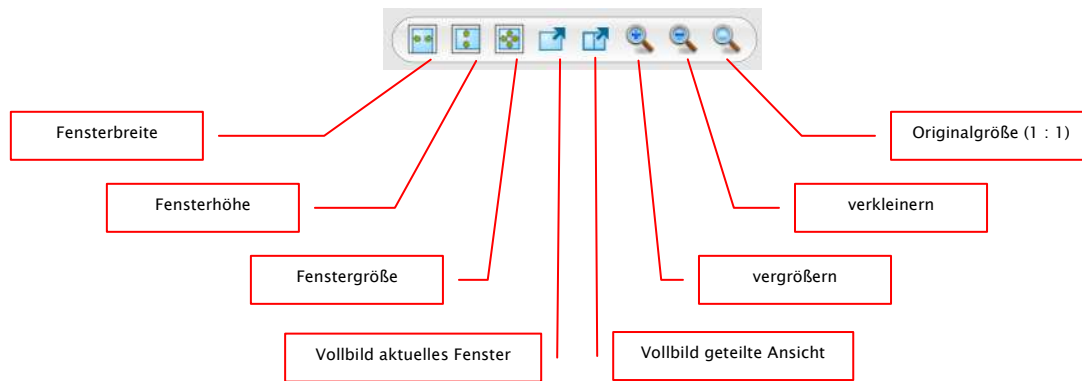 Fensterbreite
Originalgröße (1 : 1)
Fensterhöhe
verkleinern
Fenstergröße
vergrößern
Vollbild aktuelles Fenster
Vollbild geteilte Ansicht